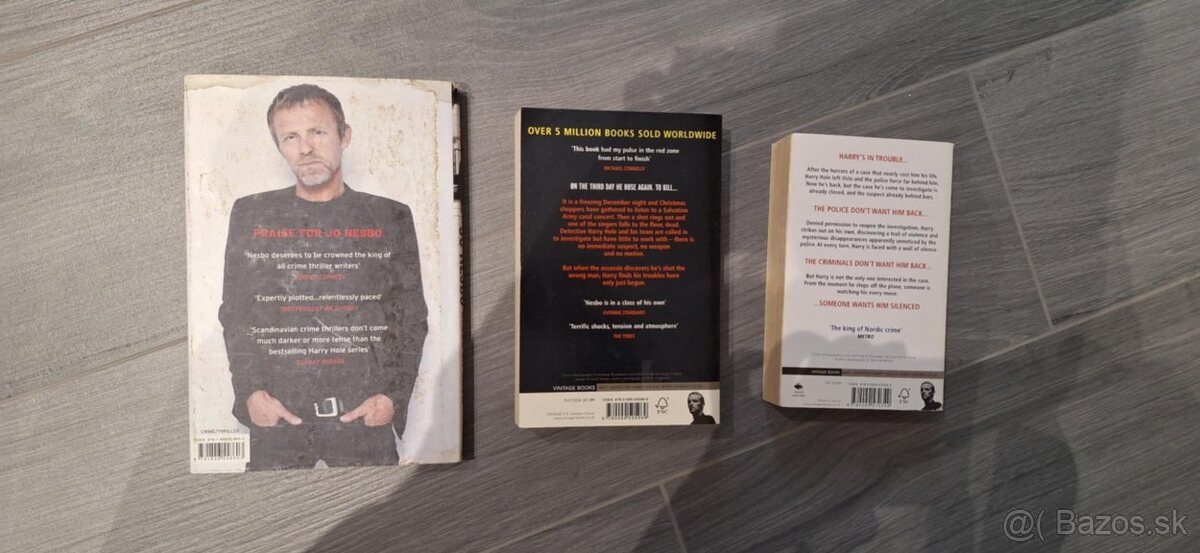 PRAISE FOR JO NESBO
'Nesbo deserves to be crowned the king of
all crime thriller writers'
SUNDAY EXPRESS
'Expertly plotted...relentlessly paced'
INDEPENDENT ON SUNDAY
'Scandinavian crime thrillers don't come
much darker or more tense than the
bestselling Harry Hole series'
SUNDAY MIRROR
CRIME/THRILLER
OVER 5 MILLION BOOKS SOLD WORLDWIDE
'This book had my pulse in the red zone
from start to finish'
MICHAEL CONNELLY
ON THE THIRD DAY HE ROSE AGAIN. TO KILL...
It is a freezing December night and Christmas
shoppers have gathered to listen to a Salvation
Army carol concert. Then a shot rings out and
one of the singers falls to the floor, dead.
Detective Harry Hole and his team are called in
to investigate but have little to work with – there is
no immediate suspect, no weapon
and no motive.
But when the assassin discovers he's shot the
wrong man, Harry finds his troubles have
only just begun.
'Nesbo is in a class of his own'
EVENING STANDARD
'Terrific shocks, tension and atmosphere'
THE TIMES
VINTAGE BOOKS
FICTION
FSC
HARRY'S IN TROUBLE...
After the horrors of a case that nearly cost him his life,
Harry Hole left Oslo and the police force far behind him.
Now he's back, but the case he's come to investigate is
already closed, and the suspect already behind bars.
THE POLICE DON'T WANT HIM BACK...
Denied permission to reopen the investigation, Harry
strikes out on his own, discovering a trail of violence and
mysterious disappearances apparently unnoticed by the
police. At every turn, Harry is faced with a wall of silence.
THE CRIMINALS DON'T WANT HIM BACK...
But Harry is not the only one interested in the case.
From the moment he steps off the plane, someone is
watching his every move.
...SOMEONE WANTS HIM SILENCED
'The king of Nordic crime'
METRO
VINTAGE BOOKS
FICTION
FSC
@( Bazos.sk